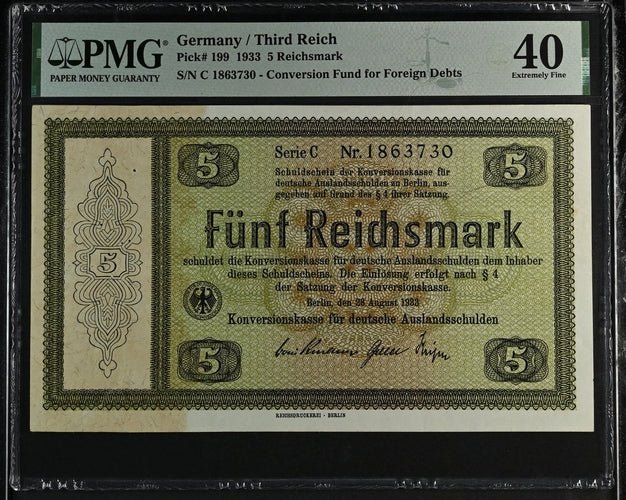 PMG
PAPER MONEY GUARANTY
Germany / Third Reich
Pick# 199 1933 5 Reichsmark
S/N C 1863730 - Conversion Fund for Foreign Debts
40
Extremely Fine
5
Serie C Nr. 1863730
5
Schuldschein der Konversionskasse für
deutsche Auslandsschulden zu Berlin, aus-
gegeben auf Grund des § 4 ihrer Satzung.
Fünf Reichsmark
5
schuldet die Konversionskasse für deutsche Auslandsschulden dem Inhaber
dieses Schuldscheins. Die Einlösung erfolgt nach § 4
der Satzung der Konversionskasse.
Berlin, den 28. August 1933
Konversionskasse für deutsche Auslandsschulden
5
5
REICHSDRUCKEREI · BERLIN